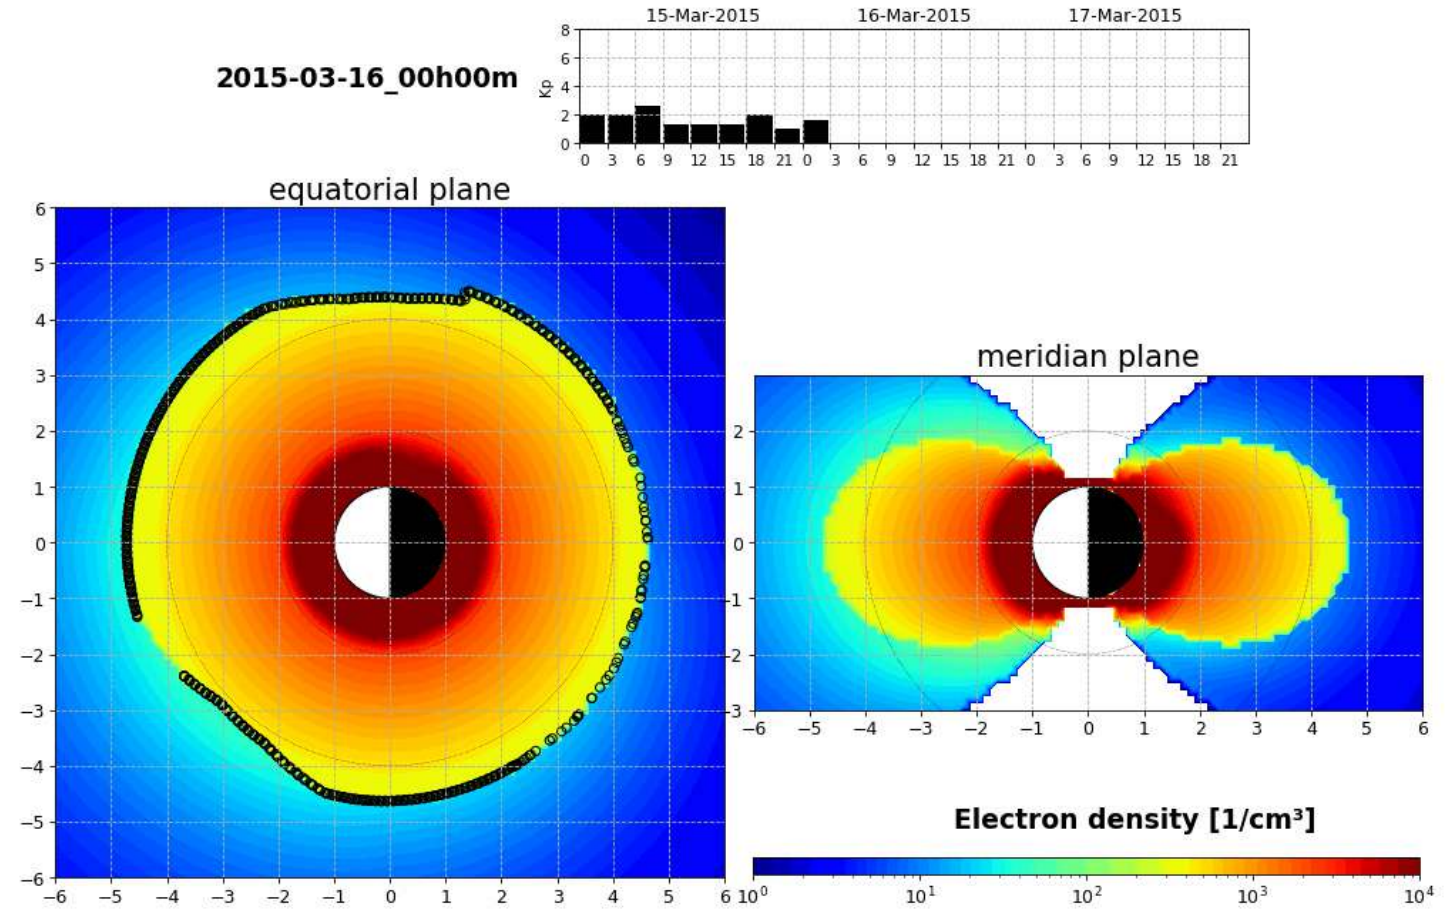 15-Mar-2015 16-Mar-2015 17-Mar-2015
2015-03-16_00h00m
Kp
8
6
4
2
0
0 3 6 9 12 15 18 21 0 3 6 9 12 15 18 21 0 3 6 9 12 15 18 21
equatorial plane
6
5
4
3
2
1
0
−1
−2
−3
−4
−5
−6
−6 −5 −4 −3 −2 −1 0 1 2 3 4 5 6
meridian plane
2
1
0
−1
−2
−3
−6 −5 −4 −3 −2 −1 0 1 2 3 4 5 6
Electron density [1/cm³]
10⁰ 10¹ 10² 10³ 10⁴